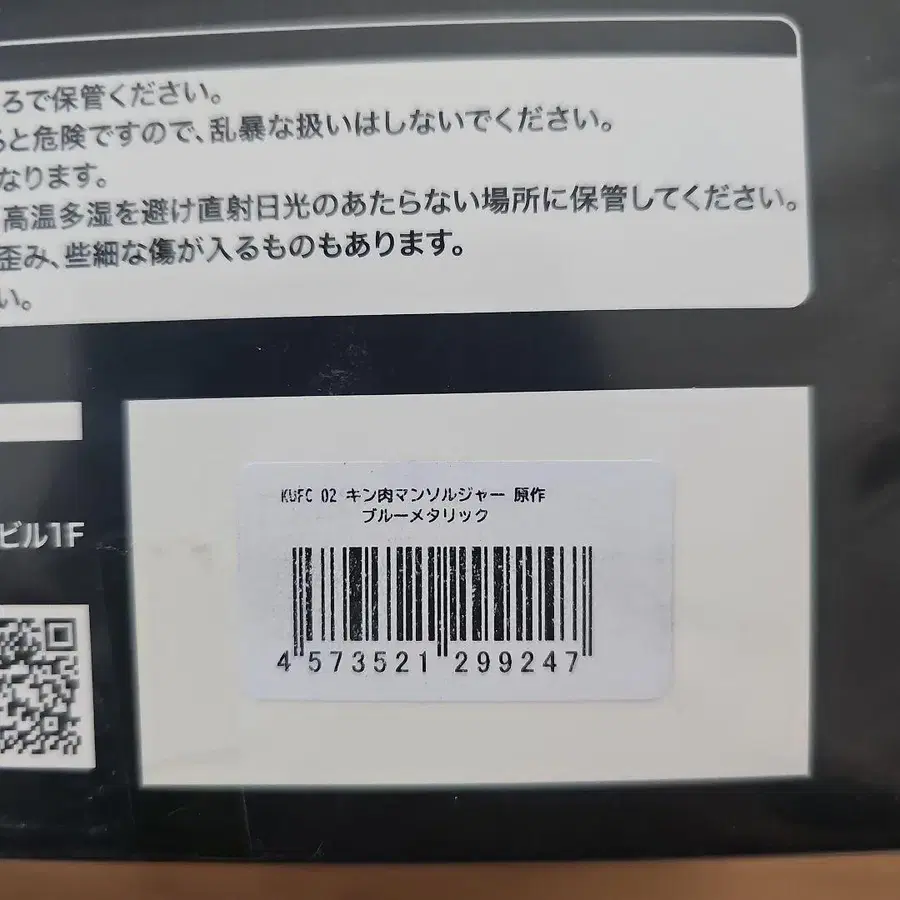 ろで保管ください。
ると危険ですので、乱暴な扱いはしないでください。
なります。
高温多湿を避け直射日光のあたらない場所に保管してください。
歪み、些細な傷が入るものもあります。
い。
ビル1F
KUFC 02 キン肉マンソルジャー 原作
ブルーメタリック
4 573521 299247